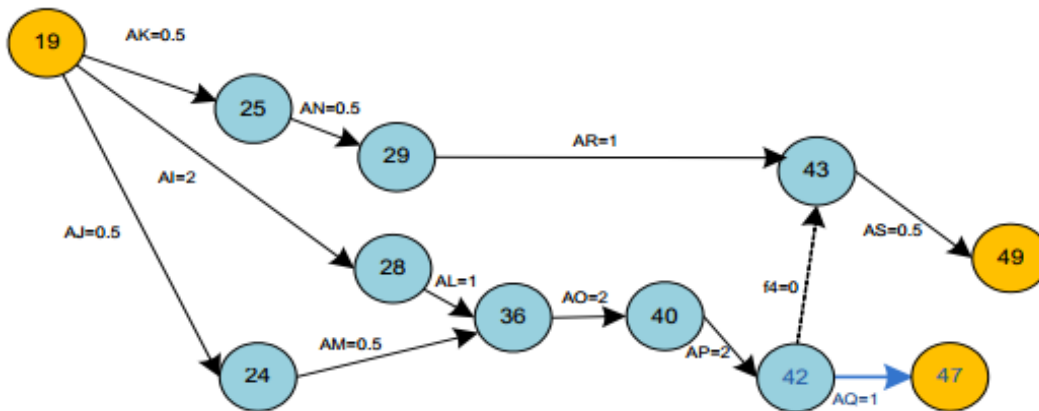 19
AK=0.5
25
AN=0.5
29
AR=1
43
AI=2
AJ=0.5
AS=0.5
49
28
AL=1
f4=0
36
AO=2
40
AM=0.5
AP=2
24
42
AQ=1
47